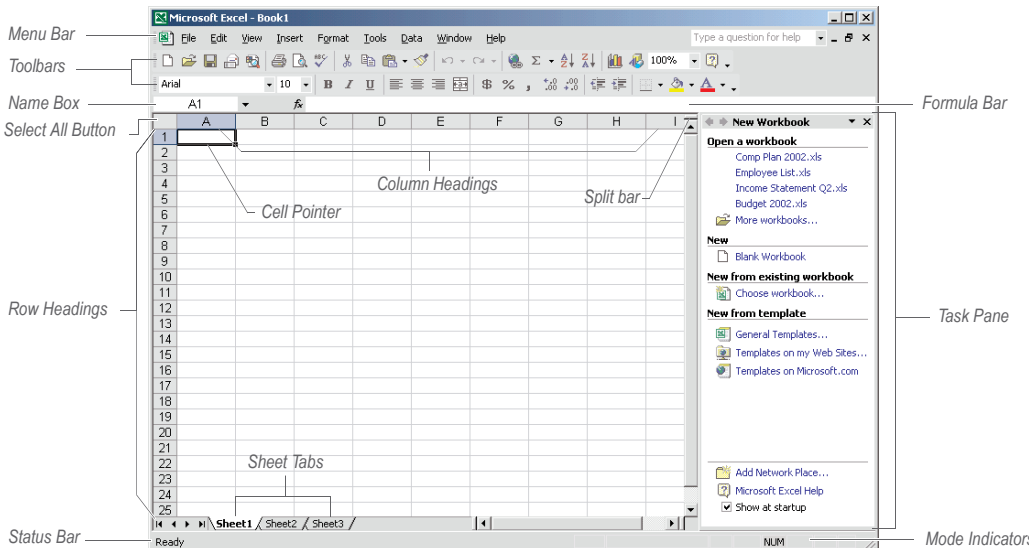 Microsoft Excel - Book1
Menu Bar
File Edit View Insert Format Tools Data Window Help
Type a question for help
Toolbars
100%
Arial
10
B I U
$ % ,
Name Box
A1
fx
Formula Bar
Select All Button
A B C D E F G H I
New Workbook
1
2
3
4
5
6
7
8
9
10
11
12
13
14
15
16
17
18
19
20
21
22
23
24
25
Column Headings
Cell Pointer
Split bar
Row Headings
Open a workbook
Comp Plan 2002.xls
Employee List.xls
Income Statement Q2.xls
Budget 2002.xls
More workbooks...
New
Blank Workbook
New from existing workbook
Choose workbook...
New from template
General Templates...
Templates on my Web Sites...
Templates on Microsoft.com
Task Pane
Add Network Place...
Microsoft Excel Help
Show at startup
Sheet Tabs
Sheet1 Sheet2 Sheet3
Status Bar
Ready
NUM
Mode Indicators